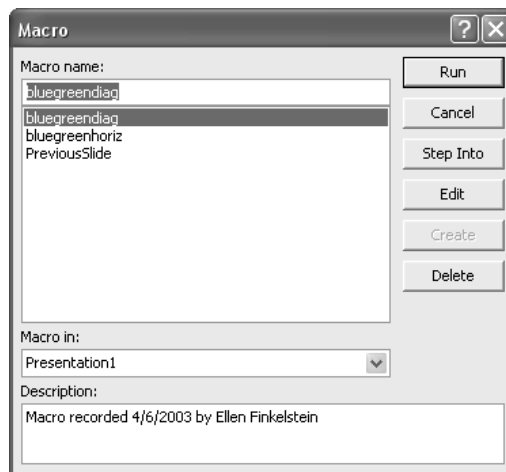 Macro
Macro name:
bluegreendiag
bluegreendiag
bluegreenhoriz
PreviousSlide
Run
Cancel
Step Into
Edit
Create
Delete
Macro in:
Presentation1
Description:
Macro recorded 4/6/2003 by Ellen Finkelstein